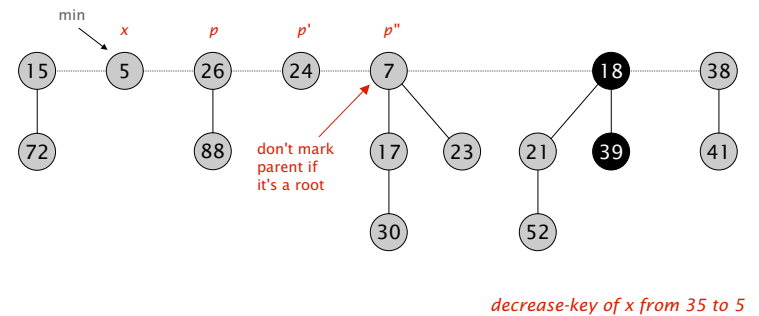 min
x p p' p"
15 5 26 24 7 18 38
72 88 17 23 21 39 41
don't mark
parent if
it's a root
30 52
decrease-key of x from 35 to 5